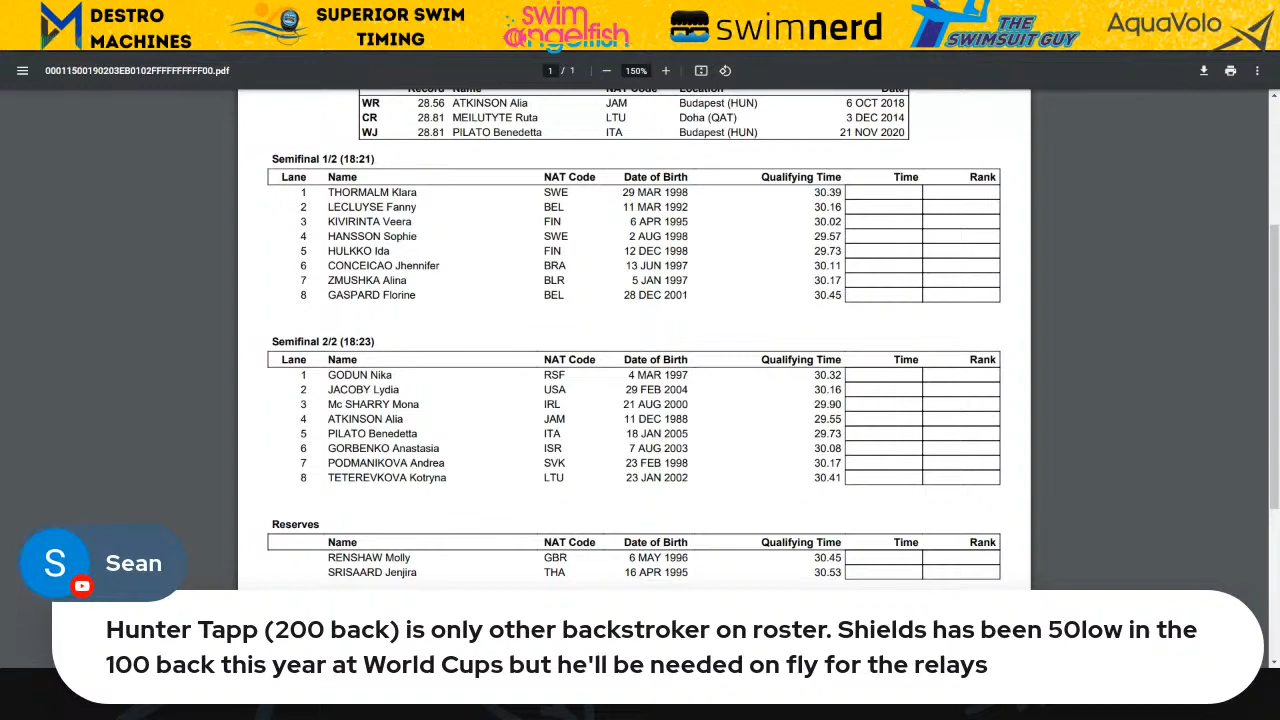 DESTRO
MACHINES
SUPERIOR SWIM
TIMING
swim
angelfish
swimnerd
THE
SWIMSUIT GUY
AquaVolo
00011500190203EB0102FFFFFFFFFF00.pdf 1 / 1 150%
Record Name NAT Code Location Date
WR 28.56 ATKINSON Alia JAM Budapest (HUN) 6 OCT 2018
CR 28.81 MEILUTYTE Ruta LTU Doha (QAT) 3 DEC 2014
WJ 28.81 PILATO Benedetta ITA Budapest (HUN) 21 NOV 2020
Semifinal 1/2 (18:21)
Lane Name NAT Code Date of Birth Qualifying Time Time Rank
1 THORMALM Klara SWE 29 MAR 1998 30.39
2 LECLUYSE Fanny BEL 11 MAR 1992 30.16
3 KIVIRINTA Veera FIN 6 APR 1995 30.02
4 HANSSON Sophie SWE 2 AUG 1998 29.57
5 HULKKO Ida FIN 12 DEC 1998 29.73
6 CONCEICAO Jhennifer BRA 13 JUN 1997 30.11
7 ZMUSHKA Alina BLR 5 JAN 1997 30.17
8 GASPARD Florine BEL 28 DEC 2001 30.45
Semifinal 2/2 (18:23)
Lane Name NAT Code Date of Birth Qualifying Time Time Rank
1 GODUN Nika RSF 4 MAR 1997 30.32
2 JACOBY Lydia USA 29 FEB 2004 30.16
3 Mc SHARRY Mona IRL 21 AUG 2000 29.90
4 ATKINSON Alia JAM 11 DEC 1988 29.55
5 PILATO Benedetta ITA 18 JAN 2005 29.73
6 GORBENKO Anastasia ISR 7 AUG 2003 30.08
7 PODMANIKOVA Andrea SVK 23 FEB 1998 30.17
8 TETEREVKOVA Kotryna LTU 23 JAN 2002 30.41
Reserves
Name NAT Code Date of Birth Qualifying Time Time Rank
RENSHAW Molly GBR 6 MAY 1996 30.45
SRISAARD Jenjira THA 16 APR 1995 30.53
S Sean
Hunter Tapp (200 back) is only other backstroker on roster. Shields has been 50low in the
100 back this year at World Cups but he'll be needed on fly for the relays